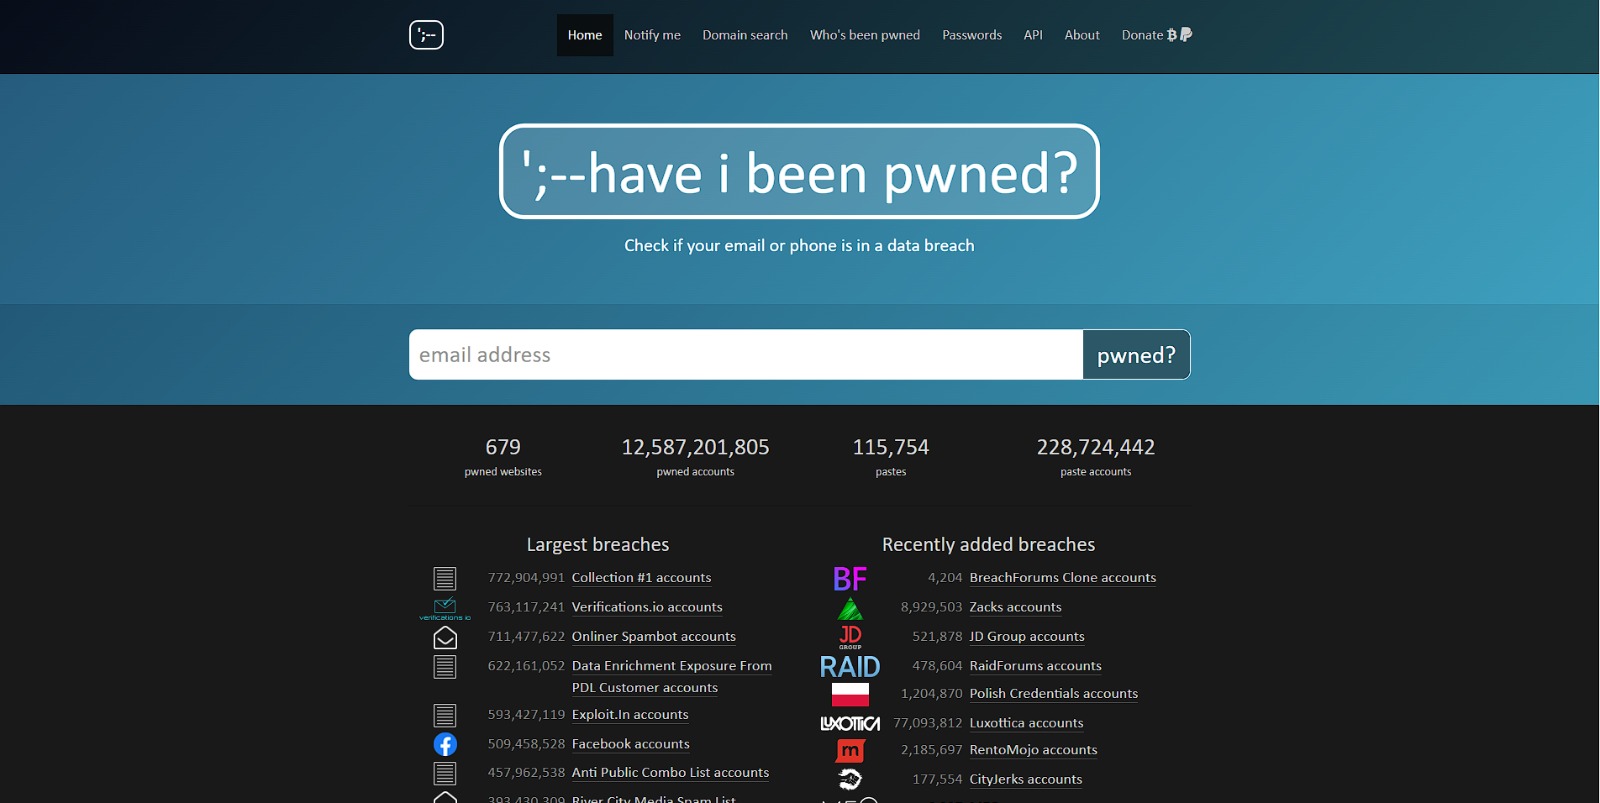 ';--
Home Notify me Domain search Who's been pwned Passwords API About Donate
';--have i been pwned?
Check if your email or phone is in a data breach
email address pwned?
679 12,587,201,805 115,754 228,724,442
pwned websites pwned accounts pastes paste accounts
Largest breaches
772,904,991 Collection #1 accounts
verifications io 763,117,241 Verifications.io accounts
711,477,622 Onliner Spambot accounts
622,161,052 Data Enrichment Exposure From
PDL Customer accounts
593,427,119 Exploit.In accounts
509,458,528 Facebook accounts
457,962,538 Anti Public Combo List accounts
393,430,309 River City Media Spam List
Recently added breaches
BF 4,204 BreachForums Clone accounts
8,929,503 Zacks accounts
JD GROUP 521,878 JD Group accounts
RAID 478,604 RaidForums accounts
1,204,870 Polish Credentials accounts
LUXOTTICA 77,093,812 Luxottica accounts
m 2,185,697 RentoMojo accounts
177,554 CityJerks accounts